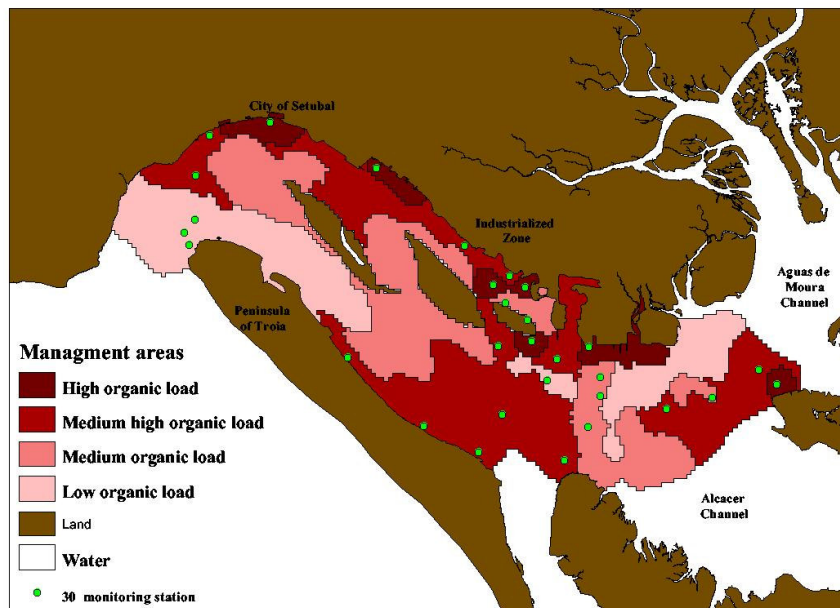 City of Setubal
Industrialized
Zone
Aguas de
Moura
Channel
Peninsula
of Troia
Managment areas
High organic load
Medium high organic load
Medium organic load
Low organic load
Land
Water
30 monitoring station
Alcacer
Channel